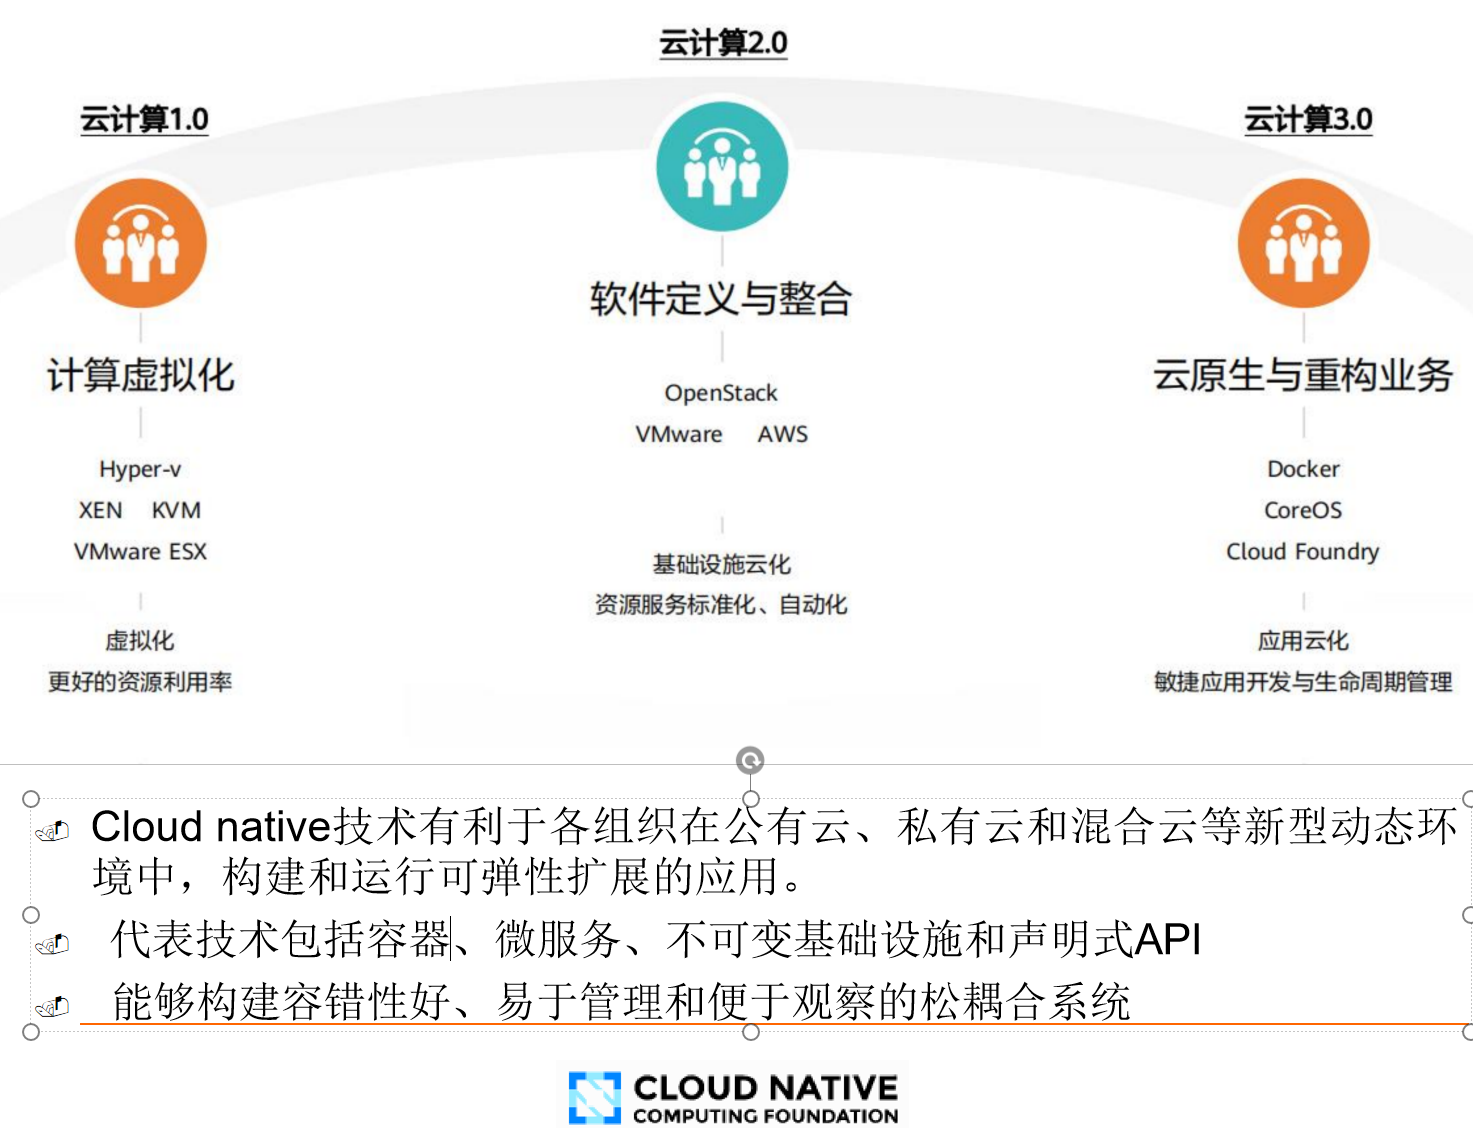 云计算1.0
计算虚拟化
Hyper-v
XEN KVM
VMware ESX
虚拟化
更好的资源利用率
云计算2.0
软件定义与整合
OpenStack
VMware AWS
基础设施云化
资源服务标准化、自动化
云计算3.0
云原生与重构业务
Docker
CoreOS
Cloud Foundry
应用云化
敏捷应用开发与生命周期管理
Cloud native技术有利于各组织在公有云、私有云和混合云等新型动态环
境中，构建和运行可弹性扩展的应用。
代表技术包括容器、微服务、不可变基础设施和声明式API
能够构建容错性好、易于管理和便于观察的松耦合系统
CLOUD NATIVE
COMPUTING FOUNDATION